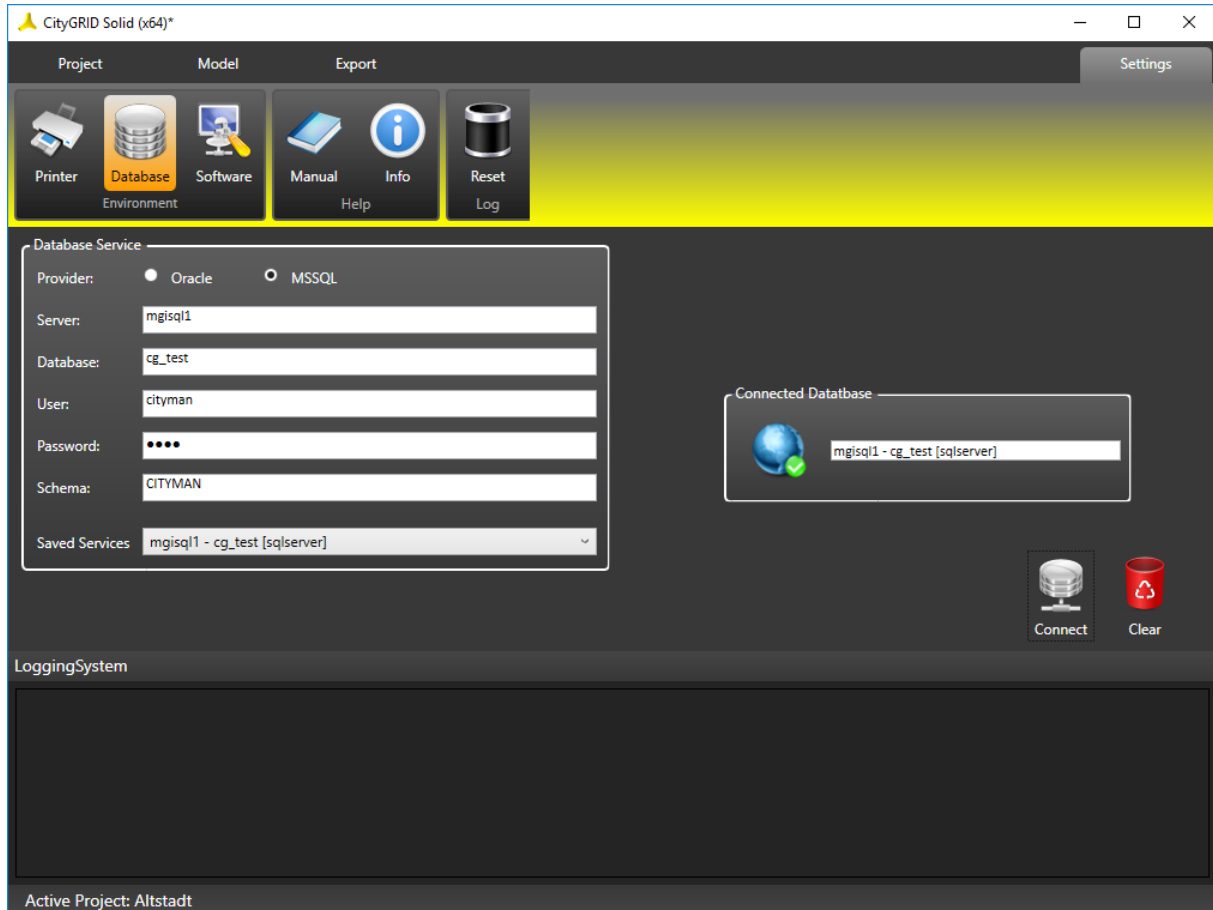 CityGRID Solid (x64)*
Project Model Export Settings
Printer Database Software Manual Info Reset
Environment Help Log
Database Service
Provider: Oracle MSSQL
Server: mgisql1
Database: cg_test
User: cityman
Password: ••••
Schema: CITYMAN
Saved Services mgisql1 - cg_test [sqlserver]
Connected Datatbase
mgisql1 - cg_test [sqlserver]
Connect Clear
LoggingSystem
Active Project: Altstadt